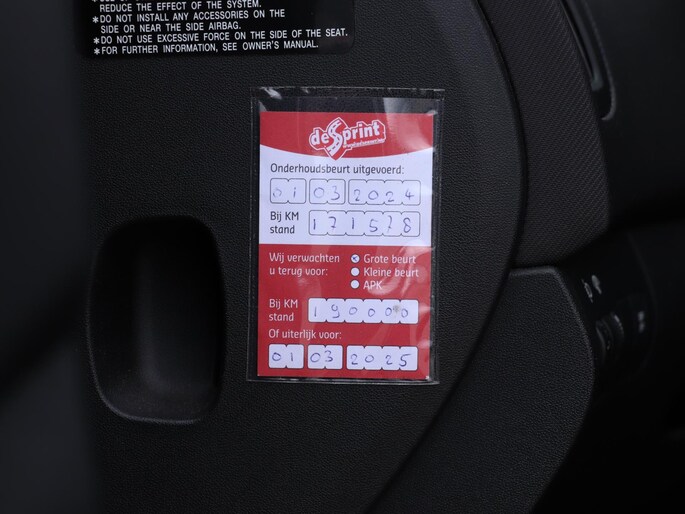 REDUCE THE EFFECT OF THE SYSTEM.
*DO NOT INSTALL ANY ACCESSORIES ON THE
SIDE OR NEAR THE SIDE AIRBAG.
*DO NOT USE EXCESSIVE FORCE ON THE SIDE OF THE SEAT.
*FOR FURTHER INFORMATION, SEE OWNER'S MANUAL.
deSprint
Onderhoudsbeurt uitgevoerd:
01 03 2024
Bij KM stand 171578
Wij verwachten u terug voor:
Grote beurt
Kleine beurt
APK
Bij KM stand 190000
Of uiterlijk voor:
01 03 2025